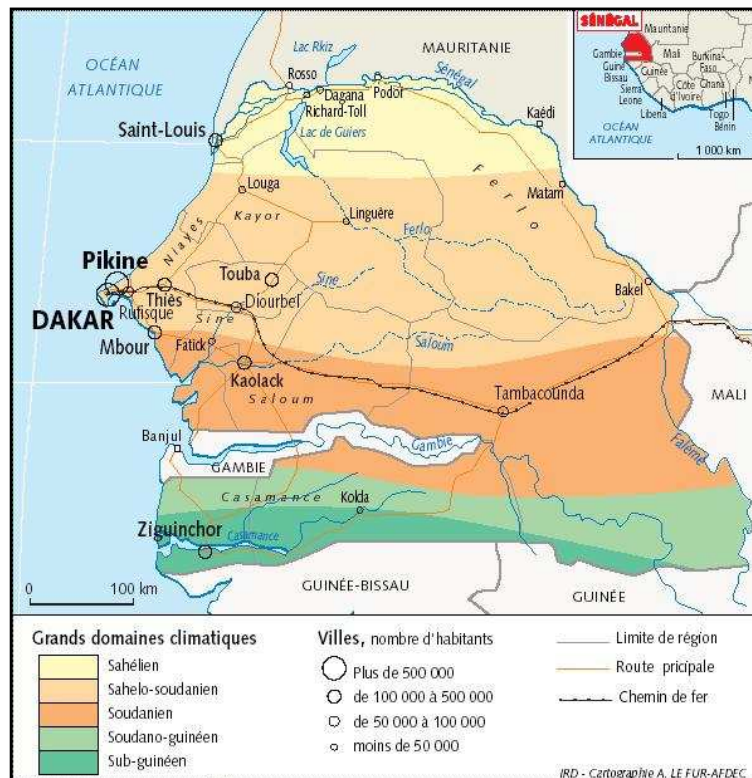 SÉNÉGAL
Mauritanie
Mali
Gambie
Guiné
Bissau
Guinée
Sierra
Leone
Burkina-
Faso
Ghana
Côte
d'Ivoire
Togo
Bénin
Liberia
OCÉAN
ATLANTIQUE
1 000 km
OCÉAN
ATLANTIQUE
Lac Rkiz
MAURITANIE
Rosso
Dagana
Podor
Sénégal
Richard-Toll
Kaédi
Saint-Louis
Lac de Guiers
Louga
Kayor
Ferlo
Matam
Linguère
Niayes
Ferlo
Pikine
Touba
Sine
Bakel
Thiès
Diourbel
DAKAR
Rufisque
Sine
Mbour
Fatick
Saloum
Kaolack
Saloum
Tambacounda
MALI
Banjul
Gambie
Falémé
GAMBIE
Casamance
Kolda
Ziguinchor
Casamance
0 100 km
GUINÉE-BISSAU
GUINÉE
Grands domaines climatiques
Sahélien
Sahelo-soudanien
Soudanien
Soudano-guinéen
Sub-guinéen
Villes, nombre d'habitants
Plus de 500 000
de 100 000 à 500 000
de 50 000 à 100 000
moins de 50 000
Limite de région
Route pricipale
Chemin de fer
IRD - Cartographie A. LE FUR-AFDEC